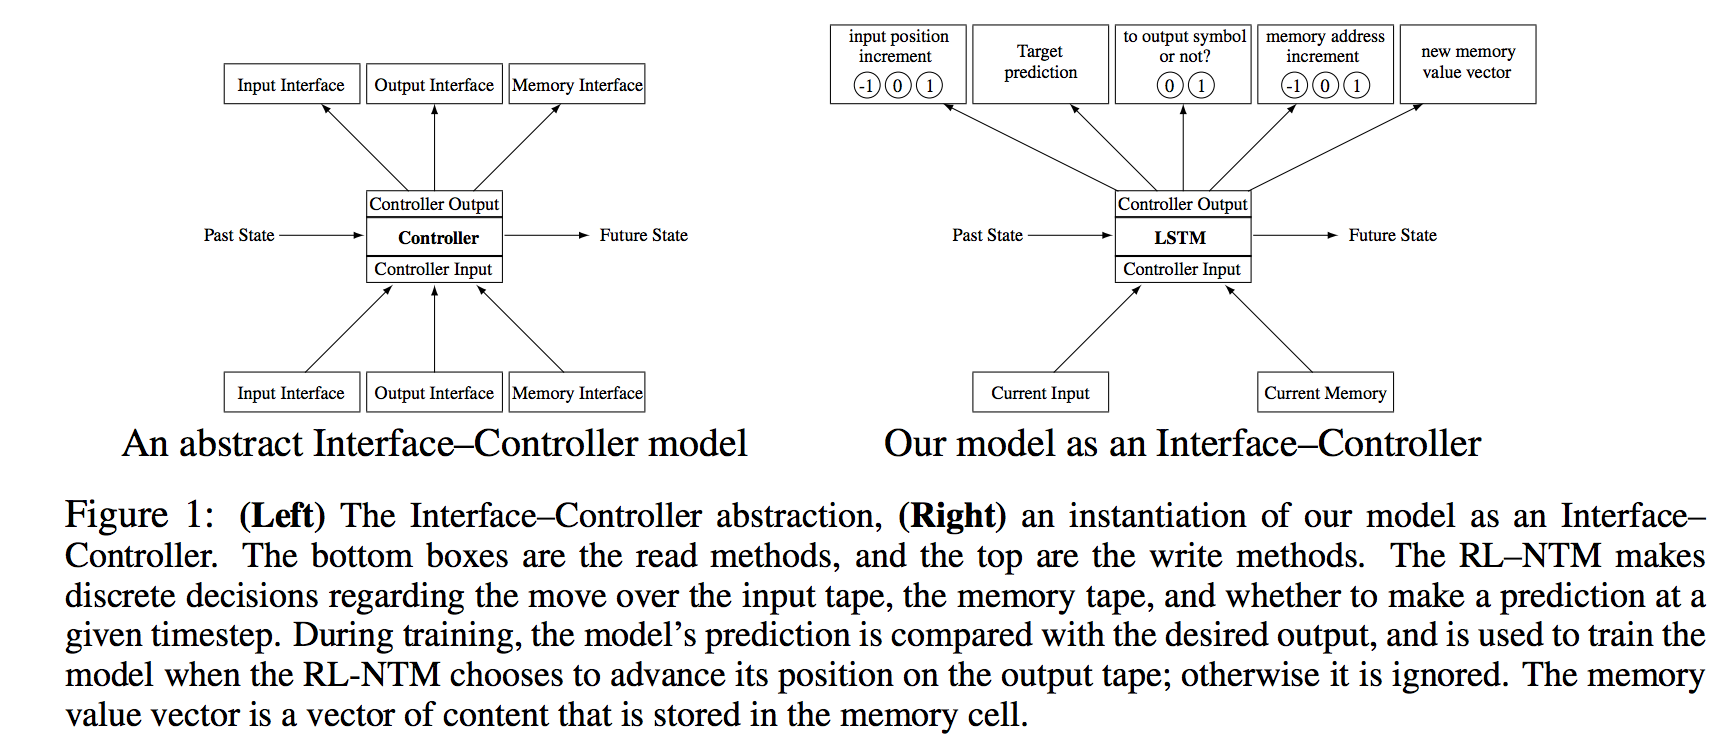 Input Interface
Output Interface
Memory Interface
Controller Output
Past State
Controller
Future State
Controller Input
Input Interface
Output Interface
Memory Interface
An abstract Interface–Controller model
input position
increment
-1 0 1
Target
prediction
to output symbol
or not?
0 1
memory address
increment
-1 0 1
new memory
value vector
Controller Output
Past State
LSTM
Future State
Controller Input
Current Input
Current Memory
Our model as an Interface–Controller
Figure 1: (Left) The Interface–Controller abstraction, (Right) an instantiation of our model as an Interface–
Controller. The bottom boxes are the read methods, and the top are the write methods. The RL–NTM makes
discrete decisions regarding the move over the input tape, the memory tape, and whether to make a prediction at a
given timestep. During training, the model's prediction is compared with the desired output, and is used to train the
model when the RL-NTM chooses to advance its position on the output tape; otherwise it is ignored. The memory
value vector is a vector of content that is stored in the memory cell.